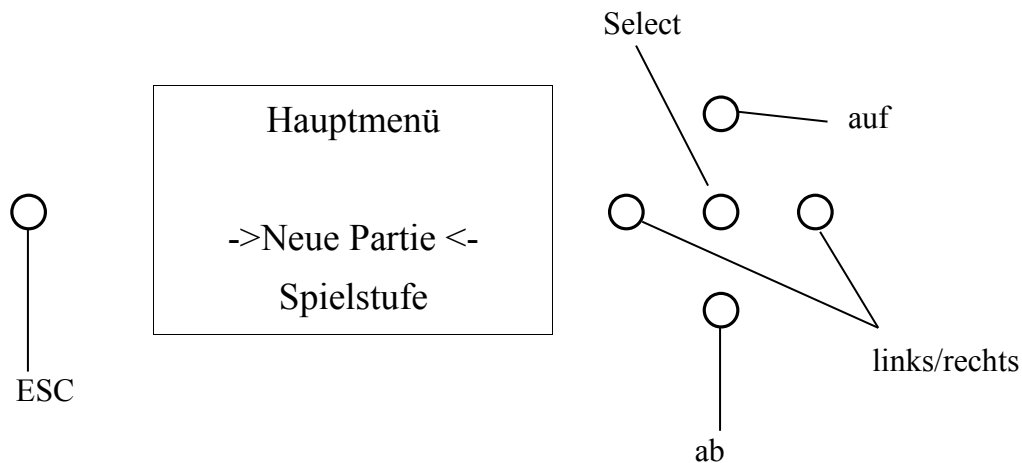 Select
Hauptmenü
auf
->Neue Partie <-
Spielstufe
links/rechts
ESC
ab